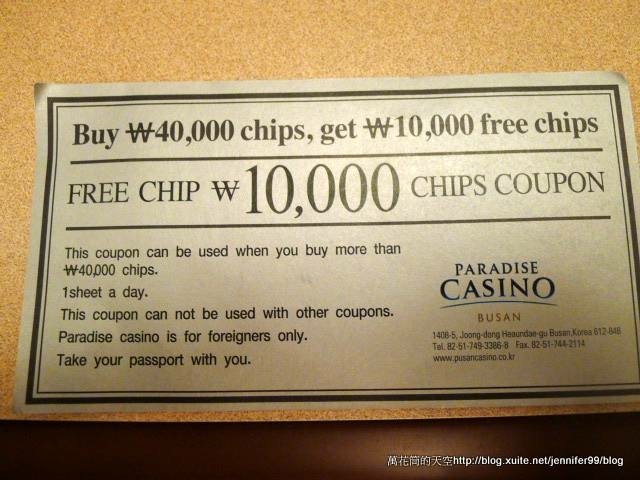 Buy ₩40,000 chips, get ₩10,000 free chips
FREE CHIP ₩10,000 CHIPS COUPON
This coupon can be used when you buy more than
₩40,000 chips.
1sheet a day.
This coupon can not be used with other coupons.
Paradise casino is for foreigners only.
Take your passport with you.
PARADISE
CASINO
BUSAN
1408-5, Joong-dong Heaundae-gu Busan,Korea 612-846
Tel. 82-51-749-3386-8 Fax. 82-51-744-2114
www.pusancasino.co.kr
萬花筒的天空http://blog.xuite.net/jennifer99/blog